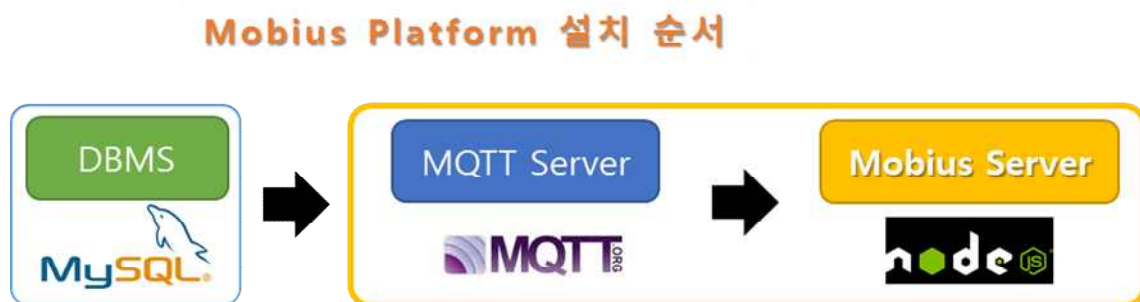 Mobius Platform 설치 순서
DBMS
MySQL®
MQTT Server
MQTT.ORG
Mobius Server
node JS